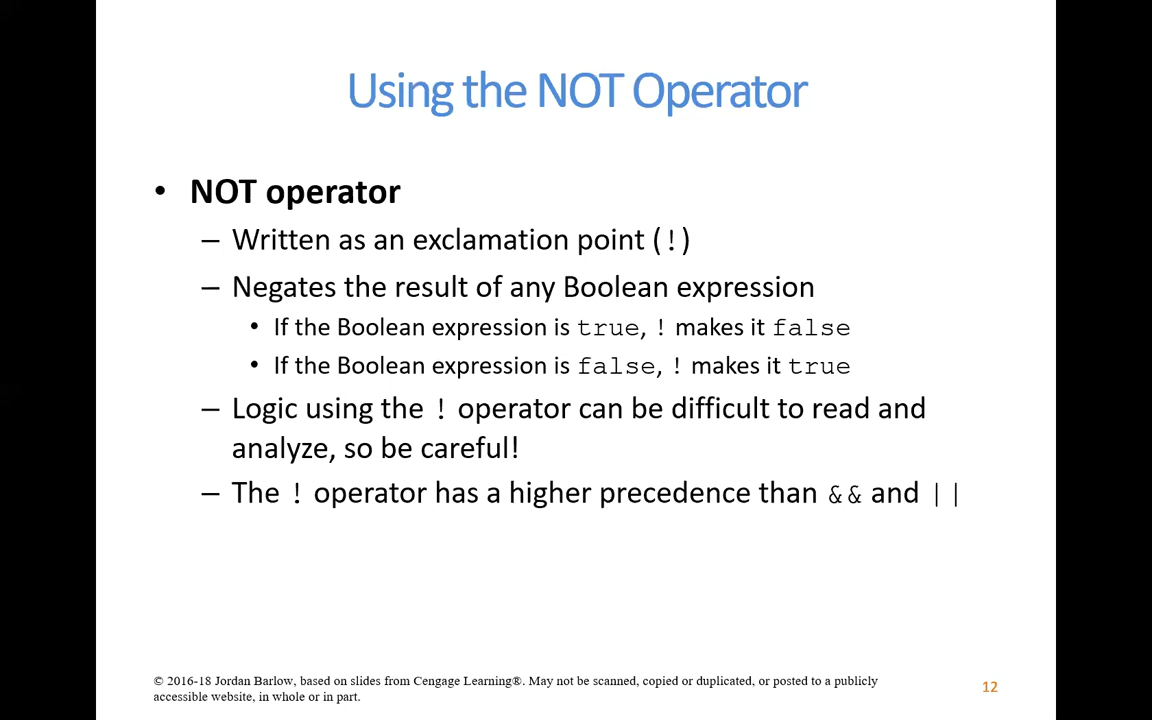 Using the NOT Operator
• NOT operator
– Written as an exclamation point (!)
– Negates the result of any Boolean expression
• If the Boolean expression is true, ! makes it false
• If the Boolean expression is false, ! makes it true
– Logic using the ! operator can be difficult to read and
analyze, so be careful!
– The ! operator has a higher precedence than && and ||
© 2016-18 Jordan Barlow, based on slides from Cengage Learning®. May not be scanned, copied or duplicated, or posted to a publicly
accessible website, in whole or in part.
12